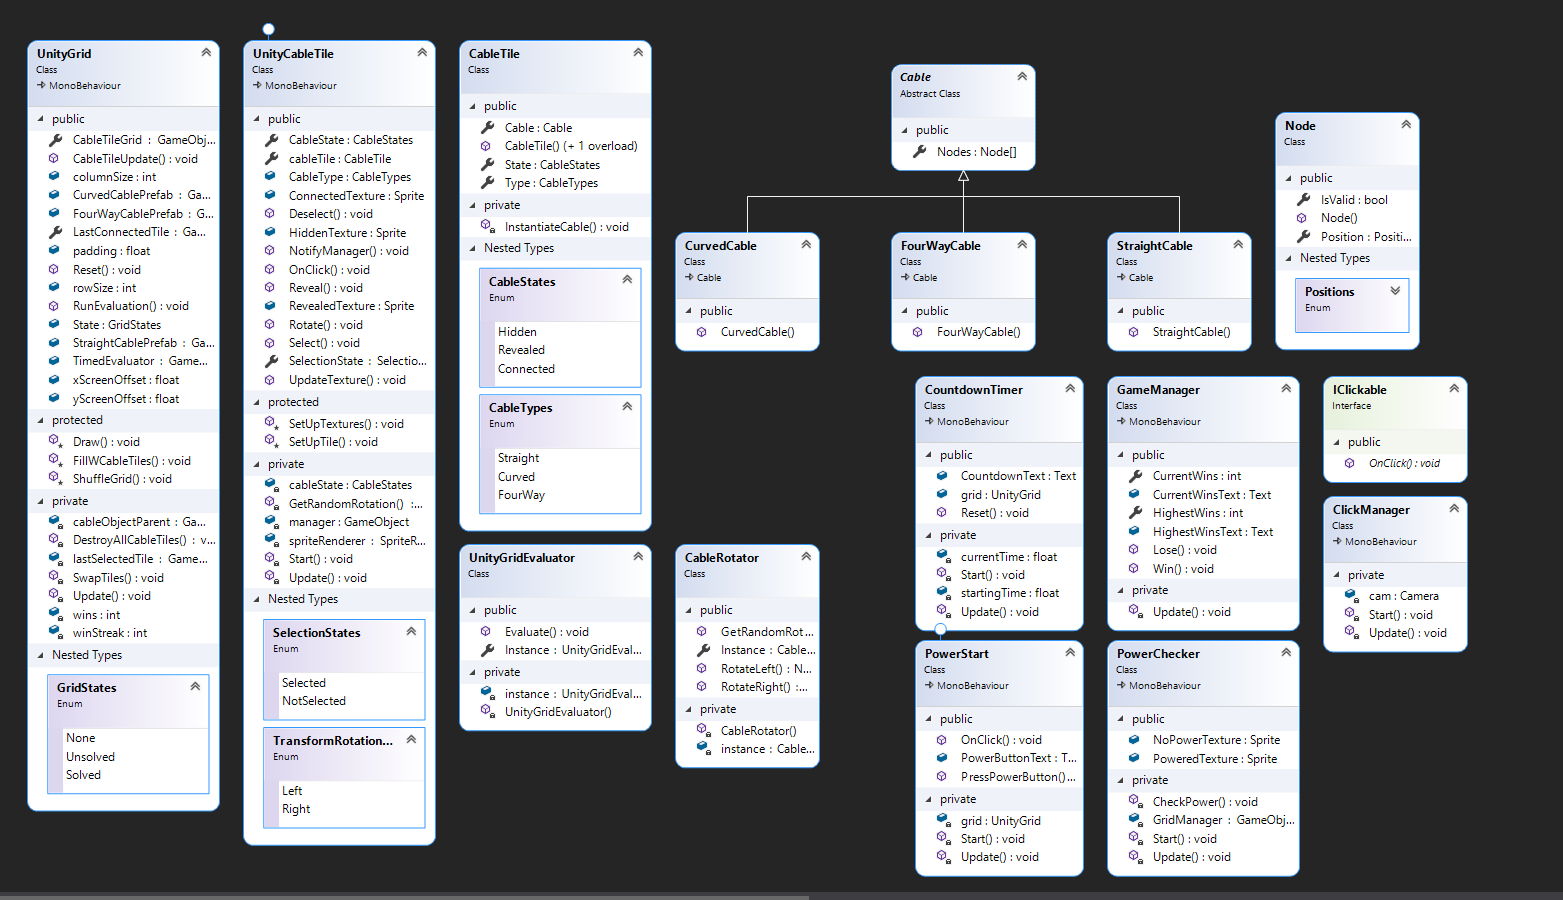 UnityGrid
Class
MonoBehaviour
public
CableTileGrid : GameObj...
CableTileUpdate() : void
columnSize : int
CurvedCablePrefab : Ga...
FourWayCablePrefab : G...
LastConnectedTile : Ga...
padding : float
Reset() : void
rowSize : int
RunEvaluation() : void
State : GridStates
StraightCablePrefab : Ga...
TimedEvaluator : Game...
xScreenOffset : float
yScreenOffset : float
protected
Draw() : void
FillWCableTiles() : void
ShuffleGrid() : void
private
cableObjectParent : Ga...
DestroyAllCableTiles() : v...
lastSelectedTile : Game...
SwapTiles() : void
Update() : void
wins : int
winStreak : int
Nested Types
GridStates
Enum
None
Unsolved
Solved
UnityCableTile
Class
MonoBehaviour
public
CableState : CableStates
cableTile : CableTile
CableType : CableTypes
ConnectedTexture : Sprite
Deselect() : void
HiddenTexture : Sprite
NotifyManager() : void
OnClick() : void
Reveal() : void
RevealedTexture : Sprite
Rotate() : void
Select() : void
SelectionState : Selectio...
UpdateTexture() : void
protected
SetUpTextures() : void
SetUpTile() : void
private
cableState : CableStates
GetRandomRotation() :...
manager : GameObject
spriteRenderer : SpriteR...
Start() : void
Update() : void
Nested Types
SelectionStates
Enum
Selected
NotSelected
TransformRotation...
Enum
Left
Right
CableTile
Class
public
Cable : Cable
CableTile() (+ 1 overload)
State : CableStates
Type : CableTypes
private
InstantiateCable() : void
Nested Types
CableStates
Enum
Hidden
Revealed
Connected
CableTypes
Enum
Straight
Curved
FourWay
UnityGridEvaluator
Class
public
Evaluate() : void
Instance : UnityGridEval...
private
instance : UnityGridEval...
UnityGridEvaluator()
Cable
Abstract Class
public
Nodes : Node[]
CurvedCable
Class
Cable
public
CurvedCable()
FourWayCable
Class
Cable
public
FourWayCable()
StraightCable
Class
Cable
public
StraightCable()
Node
Class
public
IsValid : bool
Node()
Position : Positi...
Nested Types
Positions
Enum
CableRotator
Class
public
GetRandomRot...
Instance : Cable...
RotateLeft() : N...
RotateRight() :...
private
CableRotator()
instance : Cable...
CountdownTimer
Class
MonoBehaviour
public
CountdownText : Text
grid : UnityGrid
Reset() : void
private
currentTime : float
Start() : void
startingTime : float
Update() : void
GameManager
Class
MonoBehaviour
public
CurrentWins : int
CurrentWinsText : Text
HighestWins : int
HighestWinsText : Text
Lose() : void
Win() : void
private
Update() : void
IClickable
Interface
public
OnClick() : void
ClickManager
Class
MonoBehaviour
private
cam : Camera
Start() : void
Update() : void
PowerStart
Class
MonoBehaviour
public
OnClick() : void
PowerButtonText : T...
PressPowerButton()...
private
grid : UnityGrid
Start() : void
Update() : void
PowerChecker
Class
MonoBehaviour
public
NoPowerTexture : Sprite
PoweredTexture : Sprite
private
CheckPower() : void
GridManager : GameObj...
Start() : void
Update() : void